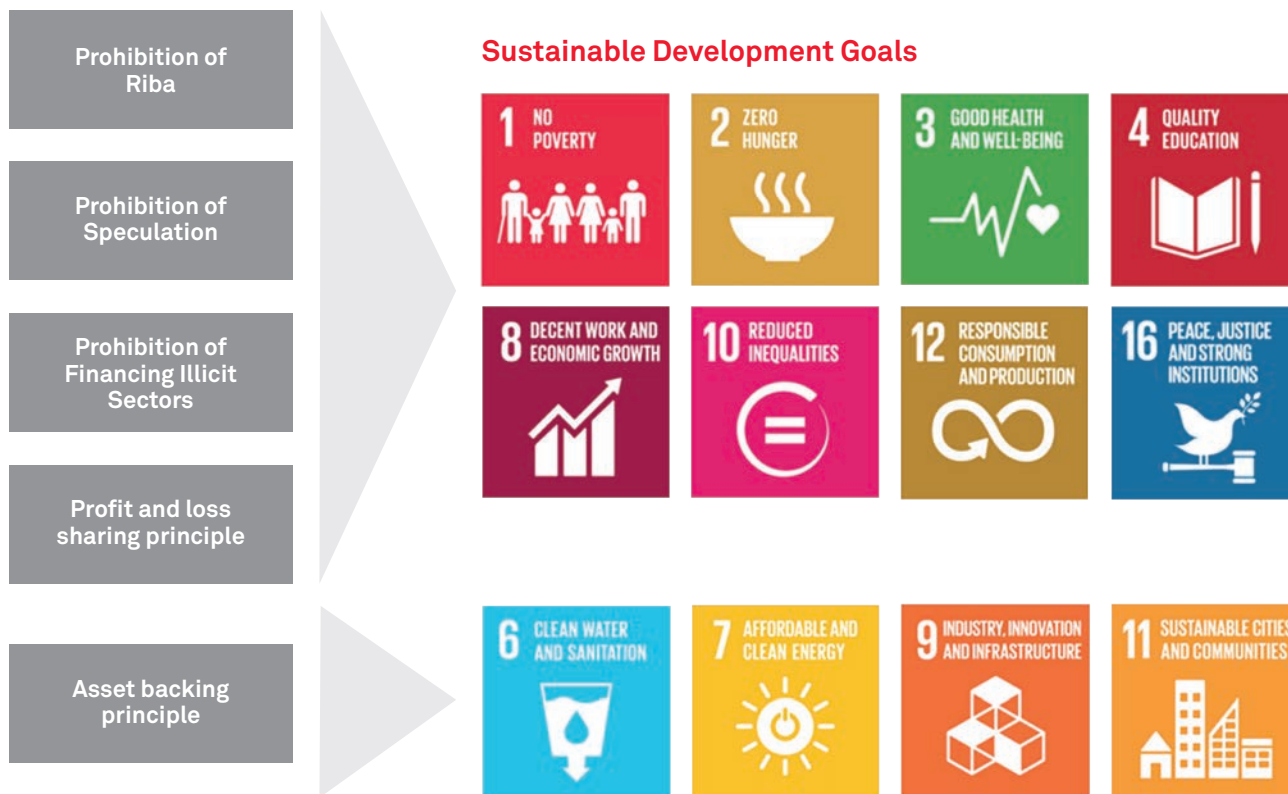 Prohibition of
Riba
Prohibition of
Speculation
Prohibition of
Financing Illicit
Sectors
Profit and loss
sharing principle
Asset backing
principle
Sustainable Development Goals
1 NO
POVERTY
2 ZERO
HUNGER
3 GOOD HEALTH
AND WELL-BEING
4 QUALITY
EDUCATION
8 DECENT WORK AND
ECONOMIC GROWTH
10 REDUCED
INEQUALITIES
12 RESPONSIBLE
CONSUMPTION
AND PRODUCTION
16 PEACE, JUSTICE
AND STRONG
INSTITUTIONS
6 CLEAN WATER
AND SANITATION
7 AFFORDABLE AND
CLEAN ENERGY
9 INDUSTRY, INNOVATION
AND INFRASTRUCTURE
11 SUSTAINABLE CITIES
AND COMMUNITIES